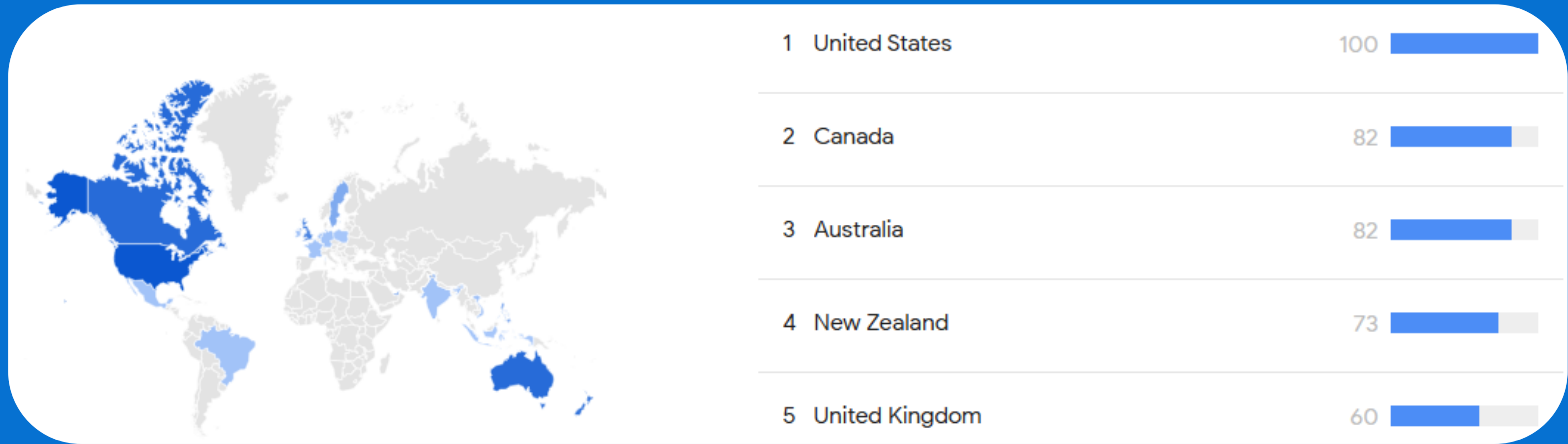 1 United States 100
2 Canada 82
3 Australia 82
4 New Zealand 73
5 United Kingdom 60